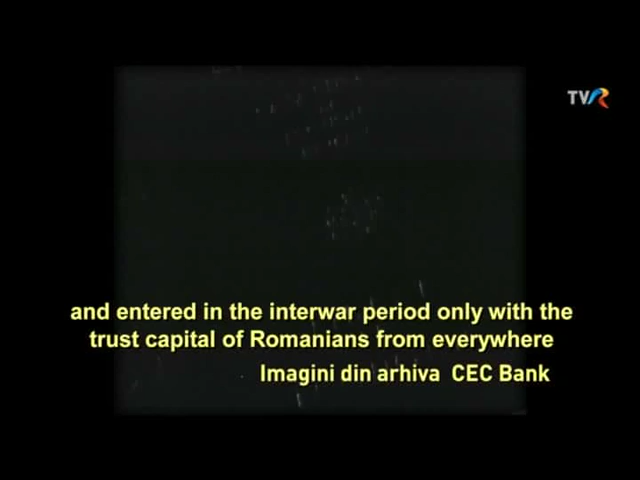 TVR
and entered in the interwar period only with the
trust capital of Romanians from everywhere
Imagini din arhiva CEC Bank